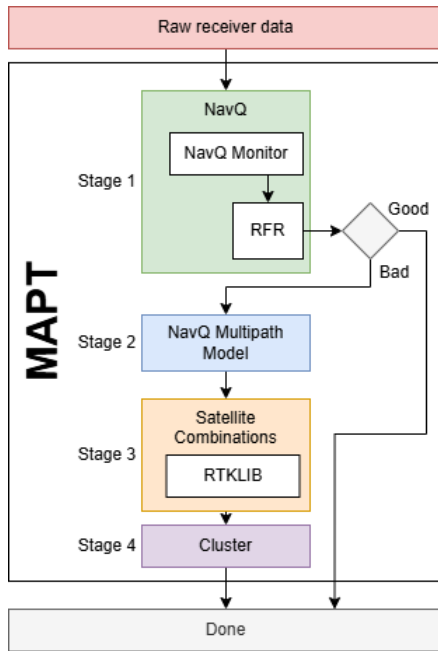 Raw receiver data
MAPT
Stage 1
NavQ
NavQ Monitor
RFR
Good
Bad
Stage 2
NavQ Multipath
Model
Stage 3
Satellite
Combinations
RTKLIB
Stage 4
Cluster
Done